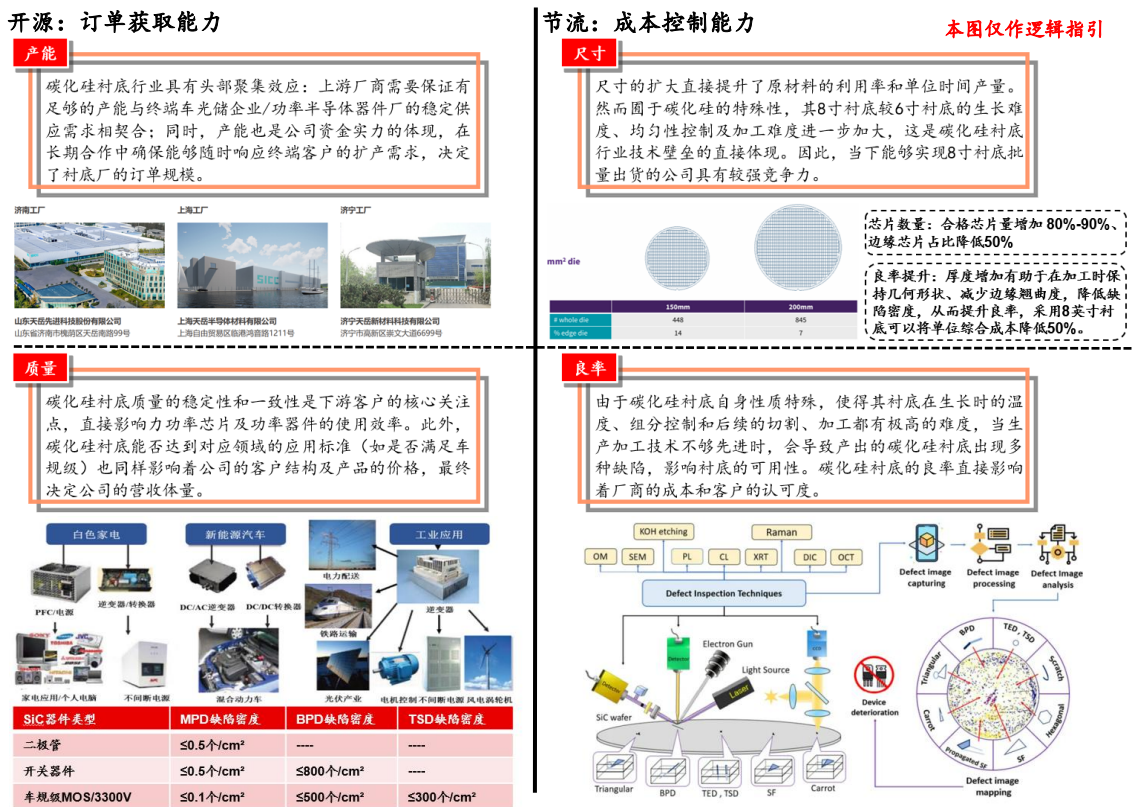 开源：订单获取能力
产能
碳化硅衬底行业具有头部聚集效应：上游厂商需要保证有
足够的产能与终端车光储企业/功率半导体器件厂的稳定供
应需求相契合；同时，产能也是公司资金实力的体现，在
长期合作中确保能够随时响应终端客户的扩产需求，决定
了衬底厂的订单规模。
济南工厂
上海工厂
济宁工厂
SICC
山东天岳先进科技股份有限公司
山东省济南市槐荫区天岳南路99号
上海天岳半导体材料有限公司
上海自由贸易区临港鸿音路1211号
济宁天岳新材料科技有限公司
济宁市高新区崇文大道6699号
节流：成本控制能力
本图仅作逻辑指引
尺寸
尺寸的扩大直接提升了原材料的利用率和单位时间产量。
然而囿于碳化硅的特殊性，其8寸衬底较6寸衬底的生长难
度、均匀性控制及加工难度进一步加大，这是碳化硅衬底
行业技术壁垒的直接体现。因此，当下能够实现8寸衬底批
量出货的公司具有较强竞争力。
mm² die
150mm 200mm
# whole die 448 845
% edge die 14 7
芯片数量：合格芯片量增加 80%-90%、
边缘芯片占比降低50%
良率提升：厚度增加有助于在加工时保
持几何形状、减少边缘翘曲度，降低缺
陷密度，从而提升良率，采用8英寸衬
底可以将单位综合成本降低50%。
质量
碳化硅衬底质量的稳定性和一致性是下游客户的核心关注
点，直接影响力功率芯片及功率器件的使用效率。此外，
碳化硅衬底能否达到对应领域的应用标准（如是否满足车
规级）也同样影响着公司的客户结构及产品的价格，最终
决定公司的营收体量。
白色家电
新能源汽车
工业应用
PFC/电源
逆变器/转换器
DC/AC逆变器
DC/DC转换器
电力配送
逆变器
铁路运输
SONY
JVC
TOSHIBA
家电应用/个人电脑
不间断电源
混合动力车
光伏产业
电机控制
不间断电源
风电涡轮机
SiC器件类型 MPD缺陷密度 BPD缺陷密度 TSD缺陷密度
二极管 ≤0.5个/cm² ---- ----
开关器件 ≤0.5个/cm² ≤800个/cm² ----
车规级MOS/3300V ≤0.1个/cm² ≤500个/cm² ≤300个/cm²
良率
由于碳化硅衬底自身性质特殊，使得其衬底在生长时的温
度、组分控制和后续的切割、加工都有极高的难度，当生
产加工技术不够先进时，会导致产出的碳化硅衬底出现多
种缺陷，影响衬底的可用性。碳化硅衬底的良率直接影响
着厂商的成本和客户的认可度。
KOH etching
Raman
OM
SEM
PL
CL
XRT
DIC
OCT
Defect Inspection Techniques
Defect image
capturing
Defect image
processing
Defect Image
analysis
Detector
Detector
Electron Gun
Light Source
Laser
CCD
SiC wafer
Triangular
BPD
TED , TSD
SF
Carrot
Device
deterioration
BPD
TED , TSD
Scratch
Hexagonal
SF
Propagated SF
Carrot
Triangular
Defect image
mapping